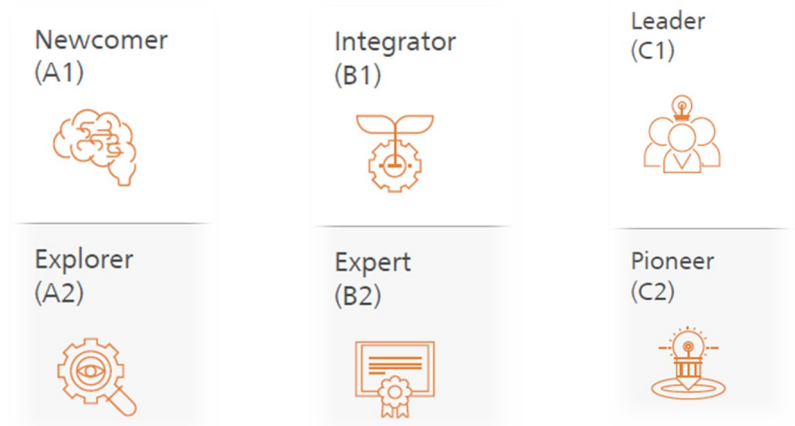 Newcomer
(A1)
Integrator
(B1)
Leader
(C1)
Explorer
(A2)
Expert
(B2)
Pioneer
(C2)